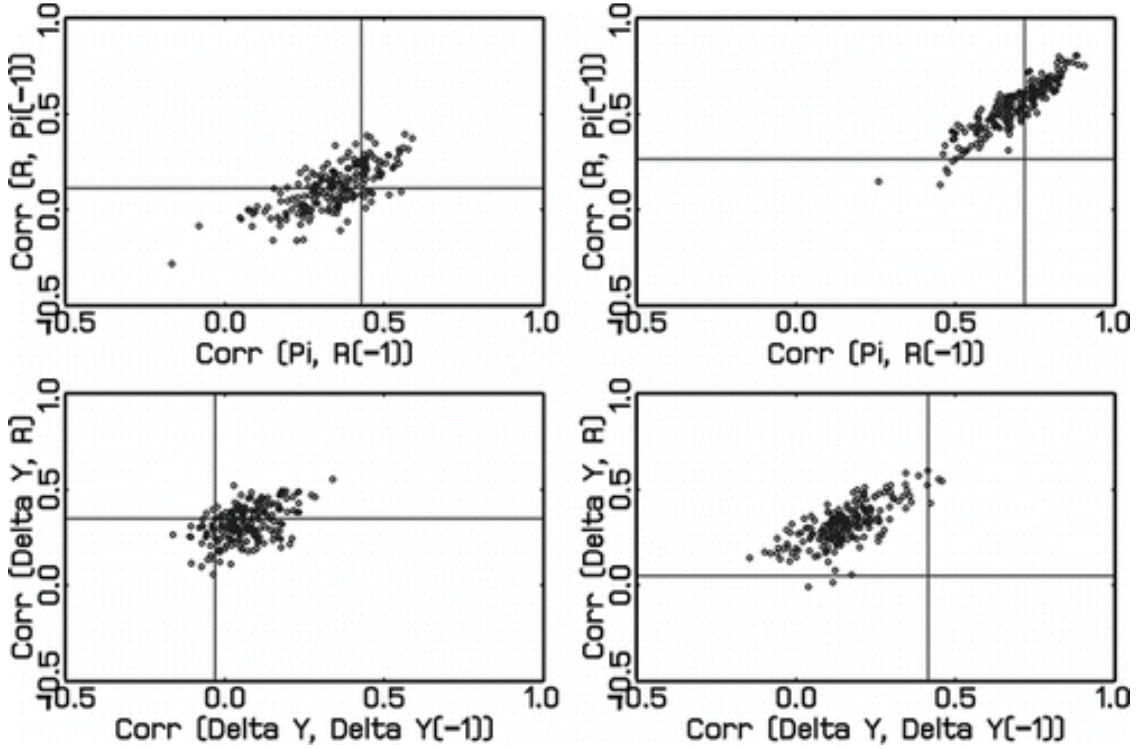 1.0 1.0
Corr (R, Pi(-1)) Corr (R, Pi(-1))
0.5 0.5
0.0 0.0
-0.5 -0.5
-0.5 0.0 0.5 1.0 -0.5 0.0 0.5 1.0
Corr (Pi, R(-1)) Corr (Pi, R(-1))
1.0 1.0
Corr (Delta Y, R) Corr (Delta Y, R)
0.5 0.5
0.0 0.0
-0.5 -0.5
-0.5 0.0 0.5 1.0 -0.5 0.0 0.5 1.0
Corr (Delta Y, Delta Y(-1)) Corr (Delta Y, Delta Y(-1))